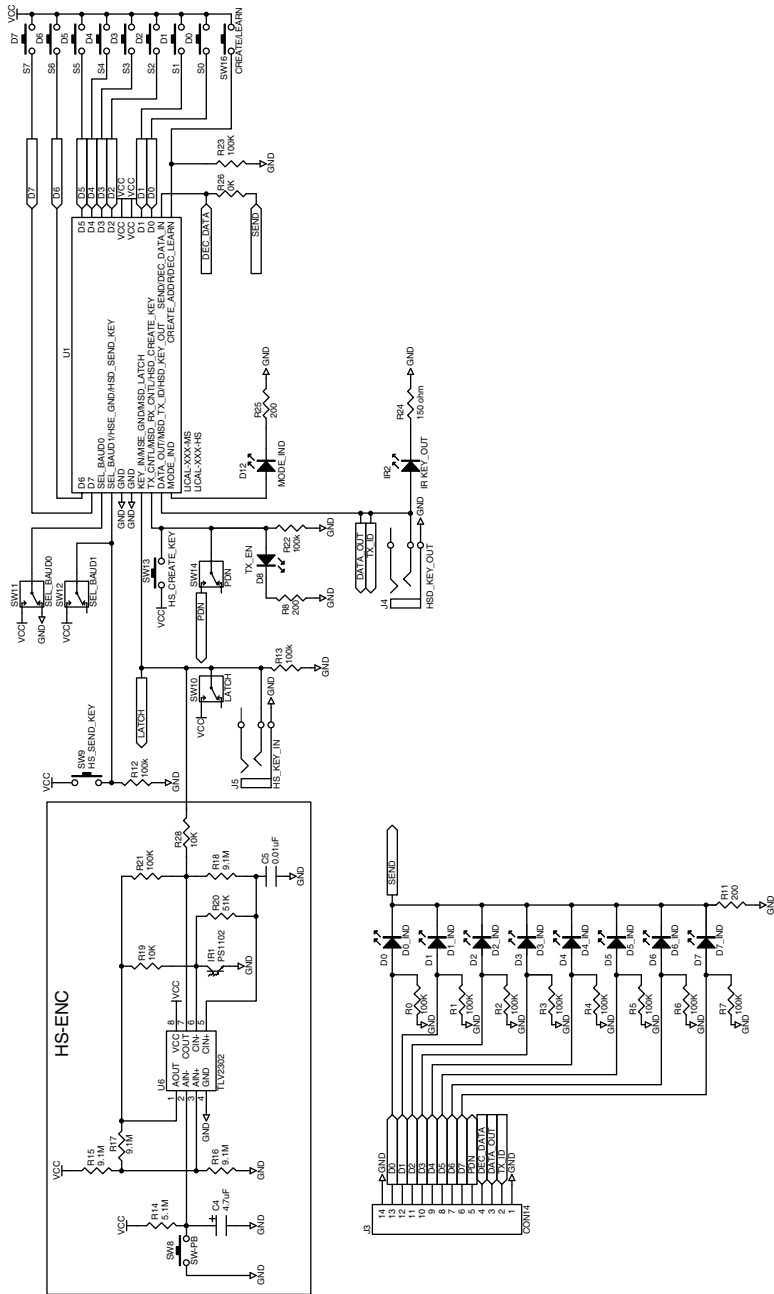 HS-ENC
VCC
R14
5.1M
SW8
SW-PB
GND
C4
+
4.7uF
GND
VCC
R15
9.1M
R17
9.1M
R16
9.1M
GND
U6
TLV2302
1
2
3
4
AOUT
AIN-
AIN+
GND
VCC
COUT
CIN-
CIN+
8
7
6
5
GND
VCC
R19
10K
IR1
PS1102
GND
R21
100K
R20
51K
R18
9.1M
C5
0.01uF
GND
R28
10K
VCC
SW9
HS_SEND_KEY
R12
100k
GND
LATCH
VCC
SW10
LATCH
J5
HS_KEY_IN
GND
R13
100k
GND
VCC
GND
SW11
SEL_BAUD0
VCC
SW12
SEL_BAUD1
VCC
SW13
HS_CREATE_KEY
PDN
SW14
PDN
TX_EN
D8
R8
200
GND
R22
100k
GND
DATA_OUT
TX_ID
J4
HSD_KEY_OUT
GND
IR2
IR KEY_OUT
R24
150 ohm
GND
D12
MODE_IND
R25
200
GND
U1
D6
D7
SEL_BAUD0
SEL_BAUD1/HSE_GND/HSD_SEND_KEY
GND
GND
GND
GND
KEY_IN/MSE_GND/MSD_LATCH
TX_CNTL/MSD_RX_CNTL/HSD_CREATE_KEY
DATA_OUT/MSD_TX_ID/HSD_KEY_OUT
MODE_IND
D5
D4
D3
D2
VCC
VCC
D1
D0
SEND/DEC_DATA_IN
CREATE_ADDR/DEC_LEARN
LICAL-XXX-MS
LICAL-XXX-HS
D7
D6
D5
D4
D3
D2
VCC
VCC
D1
D0
DEC_DATA
SEND
R26
0K
R23
100K
GND
VCC
D7
D6
D5
D4
D3
D2
D1
D0
CREATE/LEARN
S7
S6
S5
S4
S3
S2
S1
S0
SW16
J3
CON14
14
13
12
11
10
9
8
7
6
5
4
3
2
1
GND
D0
D1
D2
D3
D4
D5
D6
D7
PDN
DEC_DATA
DATA_OUT
TX_ID
GND
SEND
D0
D0_IND
R0
100K
GND
D1
D1_IND
R1
100K
GND
D2
D2_IND
R2
100K
GND
D3
D3_IND
R3
100K
GND
D4
D4_IND
R4
100K
GND
D5
D5_IND
R5
100K
GND
D6
D6_IND
R6
100K
GND
D7
D7_IND
R7
100K
GND
R11
200
GND